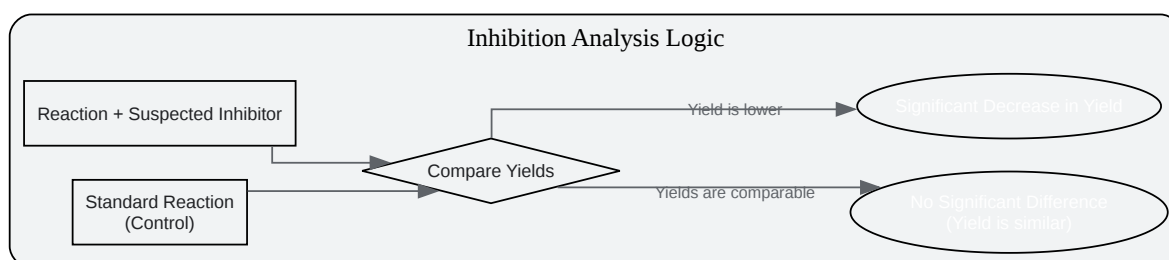 Inhibition Analysis Logic
Reaction + Suspected Inhibitor
Yield is lower
Significant Decrease in Yield
Compare Yields
Standard Reaction
(Control)
Yields are comparable
No Significant Difference
(Yield is similar)